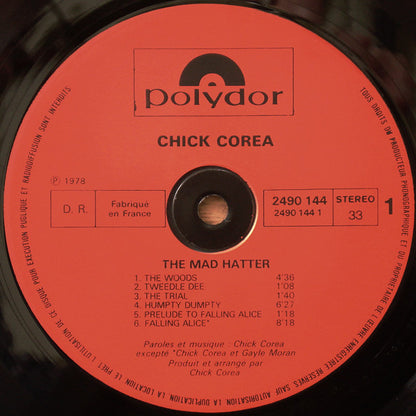 polydor
CHICK COREA
℗ 1978
D. R.
Fabriqué
en France
2490 144
2490 144 1
STEREO
33
1
THE MAD HATTER
1. THE WOODS 4'36
2. TWEEDLE DEE 1'08
3. THE TRIAL 1'40
4. HUMPTY DUMPTY 6'27
5. PRELUDE TO FALLING ALICE 1'18
6. FALLING ALICE* 8'18
Paroles et musique : Chick Corea
excepté *Chick Corea et Gayle Moran
Produit et arrangé par
Chick Corea
TOUS DROITS DU PRODUCTEUR PHONOGRAPHIQUE ET DU PROPRIETAIRE DE L'ŒUVRE ENREGISTREE RESERVES. SAUF AUTORISATION LA DUPLICATION, LA LOCATION, LE PRET, L'UTILISATION DE CE DISQUE POUR EXECUTION PUBLIQUE ET RADIODIFFUSION SONT INTERDITS